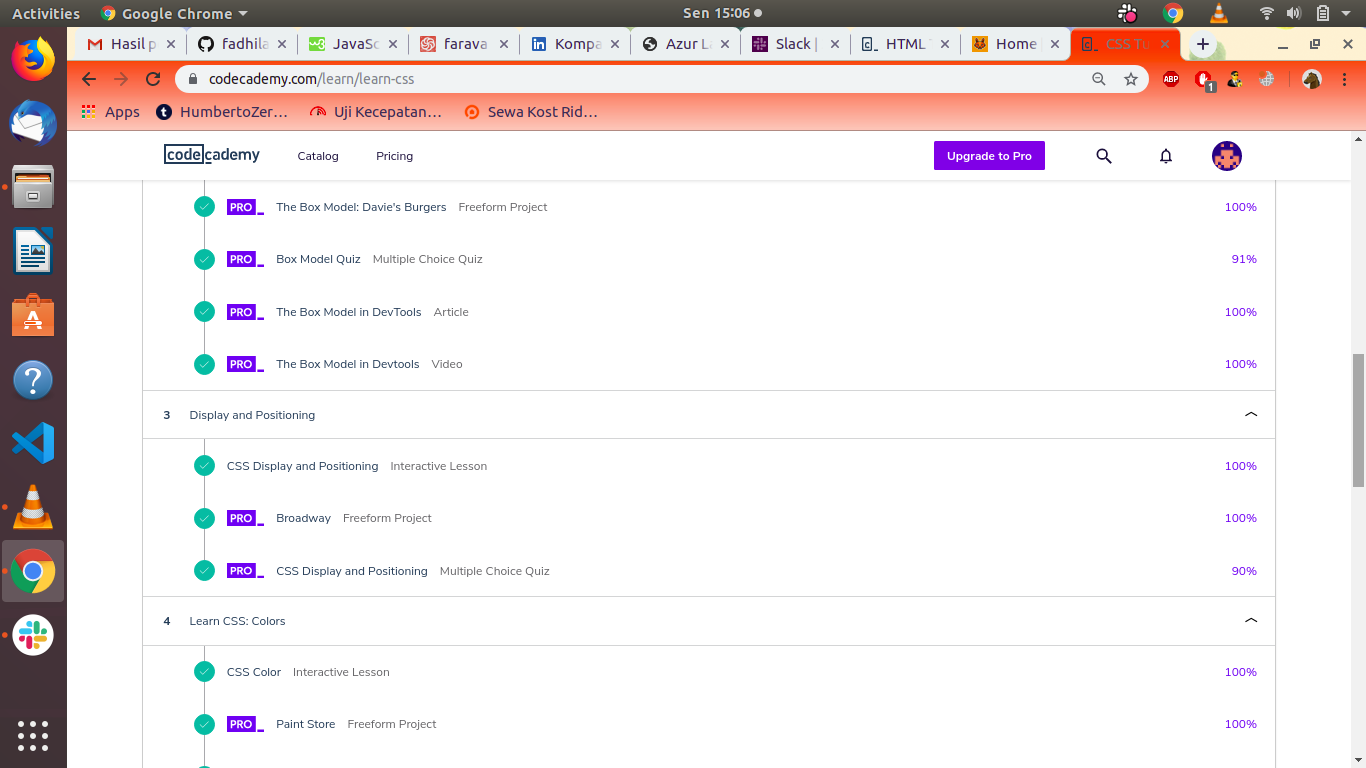 Activities Google Chrome Sen 15:06
Hasil p fadhila JavaSc farava Kompa Azur La Slack | HTML T Home | CSS Tu
codecademy.com/learn/learn-css ABP 1
Apps HumbertoZer... Uji Kecepatan... Sewa Kost Rid...
codecademy Catalog Pricing Upgrade to Pro
PRO The Box Model: Davie's Burgers Freeform Project 100%
PRO Box Model Quiz Multiple Choice Quiz 91%
PRO The Box Model in DevTools Article 100%
PRO The Box Model in Devtools Video 100%
3 Display and Positioning
CSS Display and Positioning Interactive Lesson 100%
PRO Broadway Freeform Project 100%
PRO CSS Display and Positioning Multiple Choice Quiz 90%
4 Learn CSS: Colors
CSS Color Interactive Lesson 100%
PRO Paint Store Freeform Project 100%